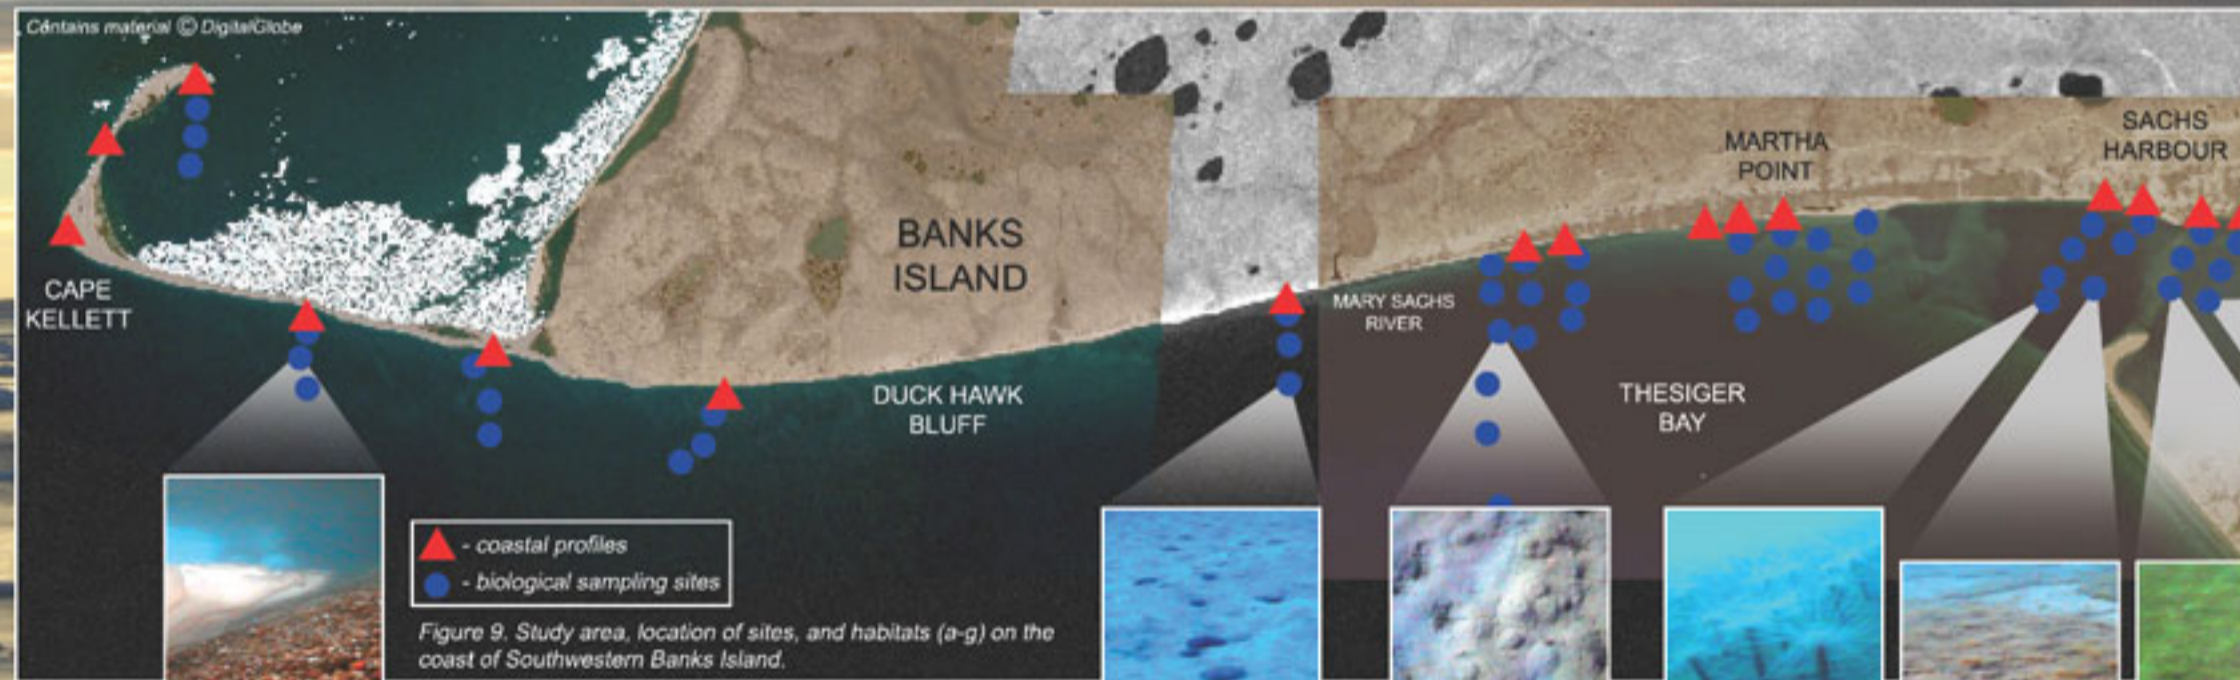 Contains material © DigitalGlobe
CAPE
KELLETT
BANKS
ISLAND
DUCK HAWK
BLUFF
MARY SACHS
RIVER
MARTHA
POINT
SACHS
HARBOUR
THESIGER
BAY
- coastal profiles
- biological sampling sites
Figure 9. Study area, location of sites, and habitats (a-g) on the
coast of Southwestern Banks Island.